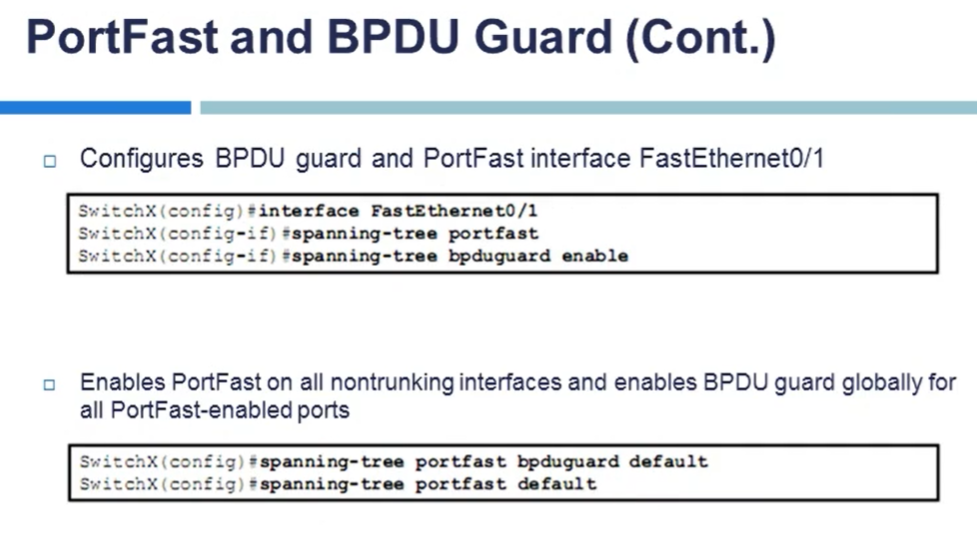 PortFast and BPDU Guard (Cont.)
Configures BPDU guard and PortFast interface FastEthernet0/1
SwitchX(config)#interface FastEthernet0/1
SwitchX(config-if)#spanning-tree portfast
SwitchX(config-if)#spanning-tree bpduguard enable
Enables PortFast on all nontrunking interfaces and enables BPDU guard globally for
all PortFast-enabled ports
SwitchX(config)#spanning-tree portfast bpduguard default
SwitchX(config)#spanning-tree portfast default